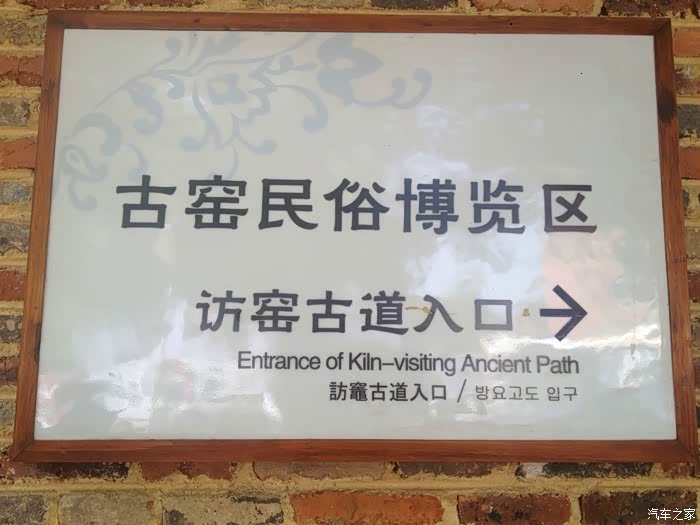 古窑民俗博览区
访窑古道入口→
Entrance of Kiln-visiting Ancient Path
訪竈古道入口 / 방요고도 입구
汽车之家